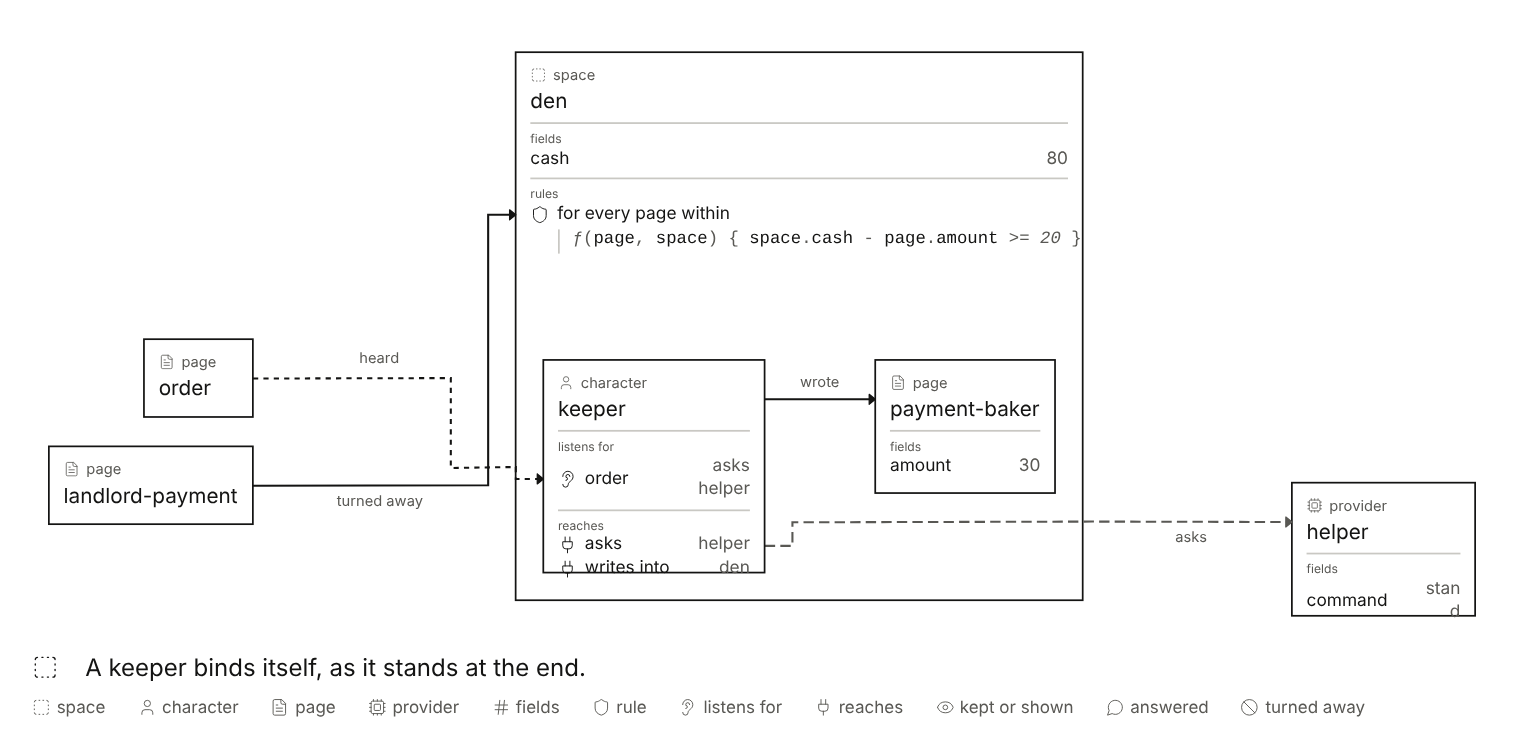 space
den
fields
cash 80
rules
for every page within
ƒ(page, space) { space.cash - page.amount >= 20 }
page
order
heard
page
landlord-payment
turned away
character
keeper
listens for
order asks helper
reaches
asks helper
writes into den
wrote
page
payment-baker
fields
amount 30
asks
provider
helper
fields
command stan
d
A keeper binds itself, as it stands at the end.
space character page provider fields rule listens for reaches kept or shown answered turned away